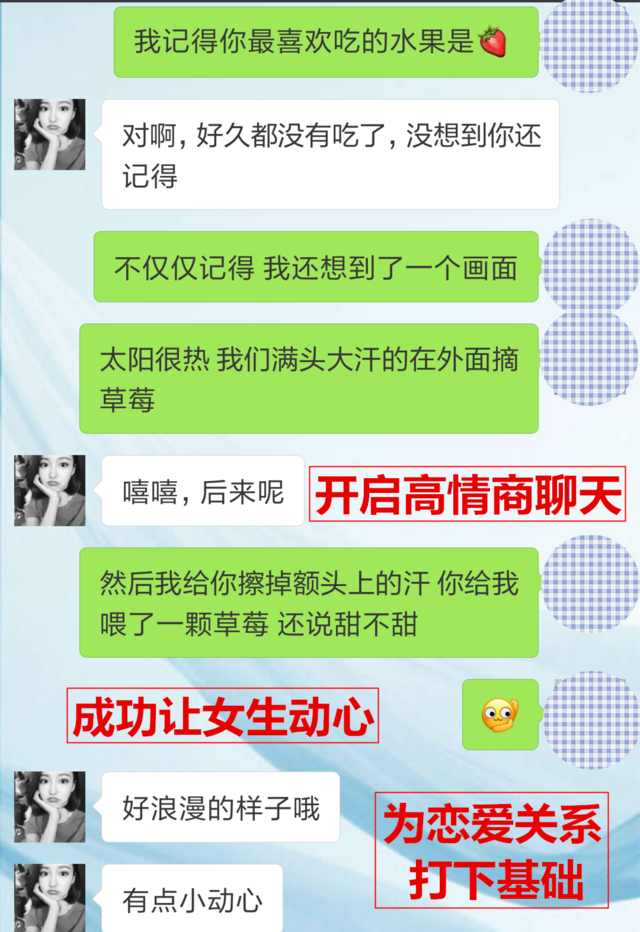 我记得你最喜欢吃的水果是🍓
对啊,好久都没有吃了,没想到你还
记得
不仅仅记得 我还想到了一个画面
太阳很热 我们满头大汗的在外面摘
草莓
嘻嘻,后来呢
开启高情商聊天
然后我给你擦掉额头上的汗 你给我
喂了一颗草莓 还说甜不甜
成功让女生动心
好浪漫的样子哦
为恋爱关系
打下基础
有点小动心